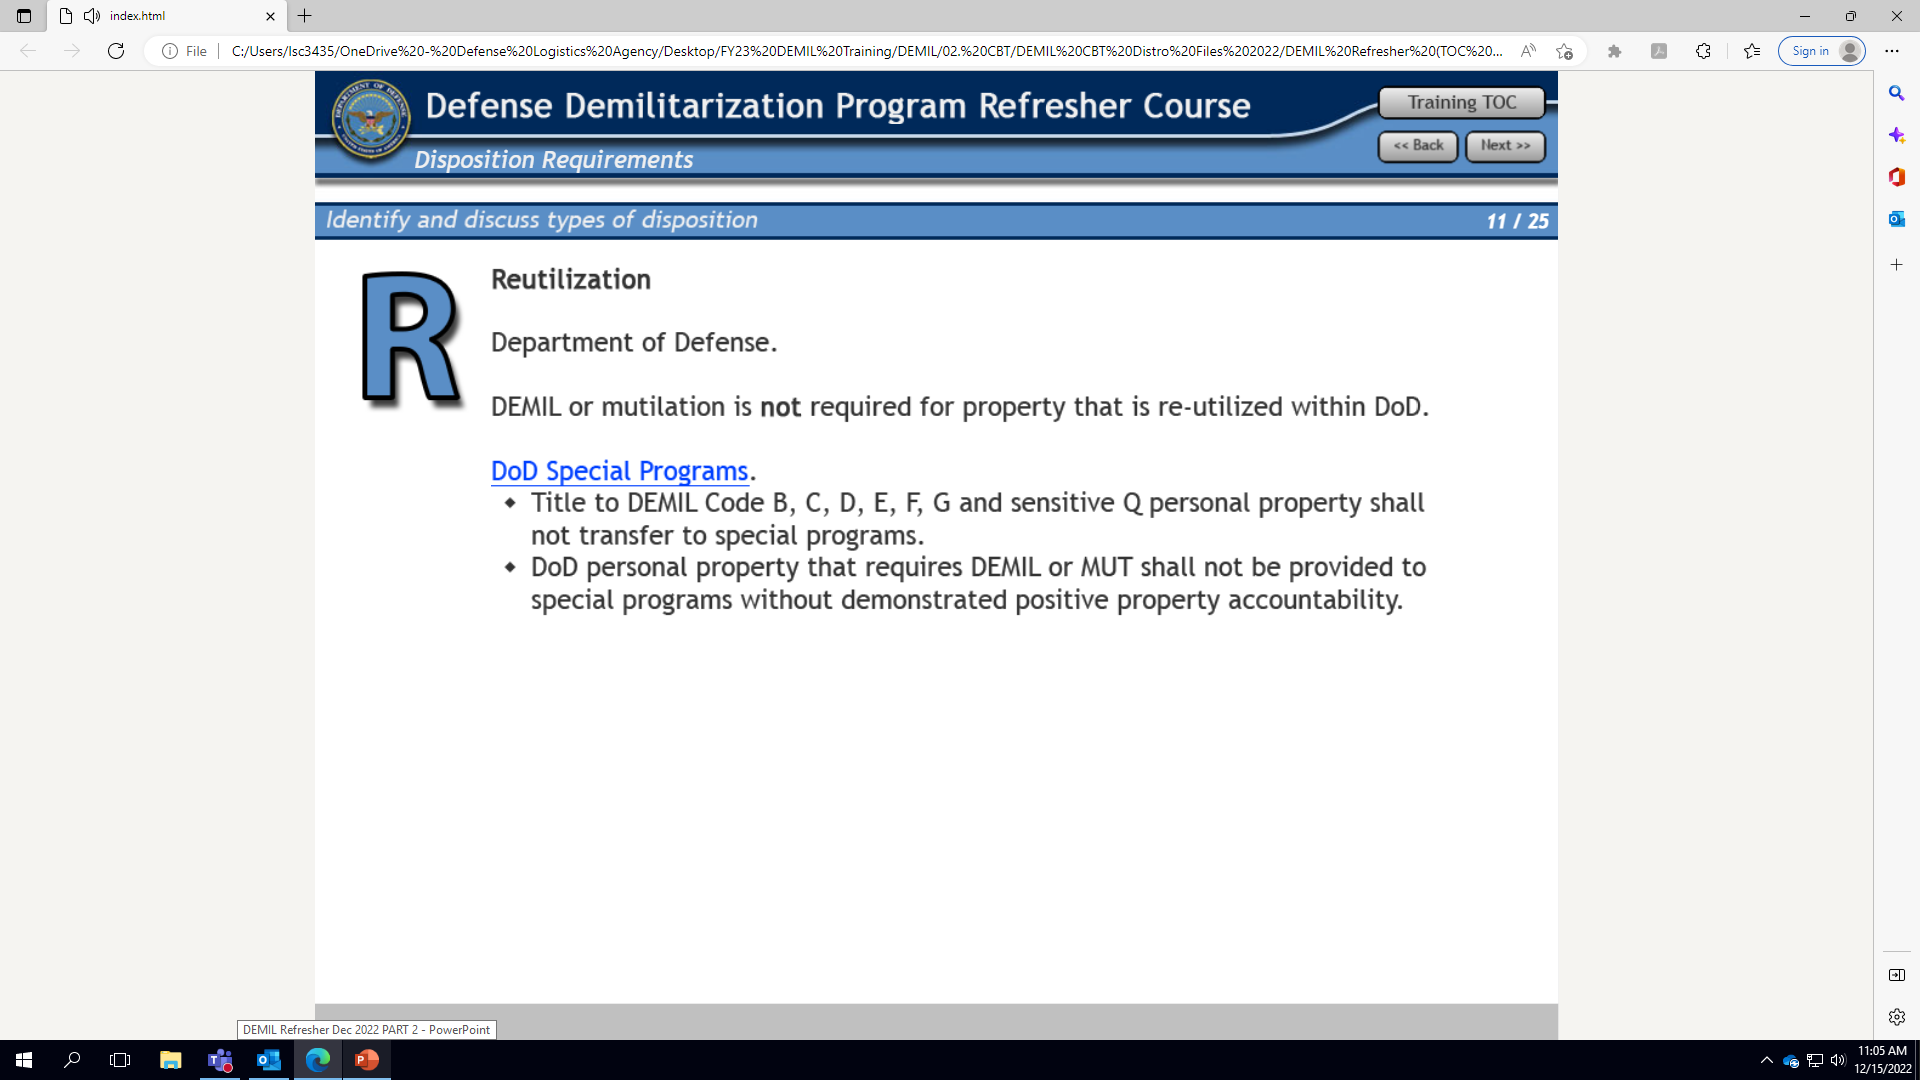 index.html
File
C:/Users/lsc3435/OneDrive%20-%20Defense%20Logistics%20Agency/Desktop/FY23%20DEMIL%20Training/DEMIL/02.%20CBT/DEMIL%20CBT%20Distro%20Files%202022/DEMIL%20Refresher%20(TOC%20...
Sign in
Defense Demilitarization Program Refresher Course
Training TOC
<< Back
Next >>
Disposition Requirements
Identify and discuss types of disposition
11 / 25
R
Reutilization
Department of Defense.
DEMIL or mutilation is not required for property that is re-utilized within DoD.
DoD Special Programs.
Title to DEMIL Code B, C, D, E, F, G and sensitive Q personal property shall
not transfer to special programs.
DoD personal property that requires DEMIL or MUT shall not be provided to
special programs without demonstrated positive property accountability.
DEMIL Refresher Dec 2022 PART 2 - PowerPoint
11:05 AM
12/15/2022